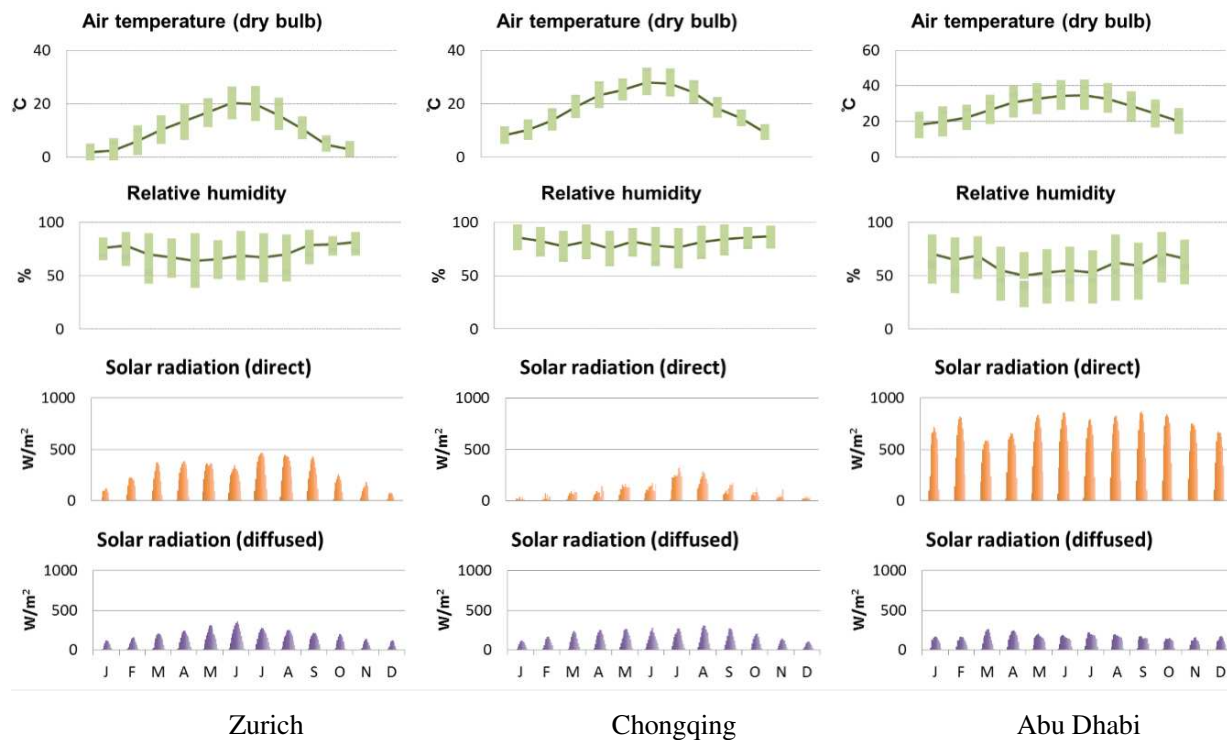 Air temperature (dry bulb)
40
20
0
℃
Relative humidity
100
50
0
%
Solar radiation (direct)
1000
500
0
W/m²
Solar radiation (diffused)
1000
500
0
W/m²
J F M A M J J A S O N D
Zurich
Air temperature (dry bulb)
40
20
0
℃
Relative humidity
100
50
0
%
Solar radiation (direct)
1000
500
0
W/m²
Solar radiation (diffused)
1000
500
0
W/m²
J F M A M J J A S O N D
Chongqing
Air temperature (dry bulb)
60
40
20
0
℃
Relative humidity
100
50
0
%
Solar radiation (direct)
1000
500
0
W/m²
Solar radiation (diffused)
1000
500
0
W/m²
J F M A M J J A S O N D
Abu Dhabi